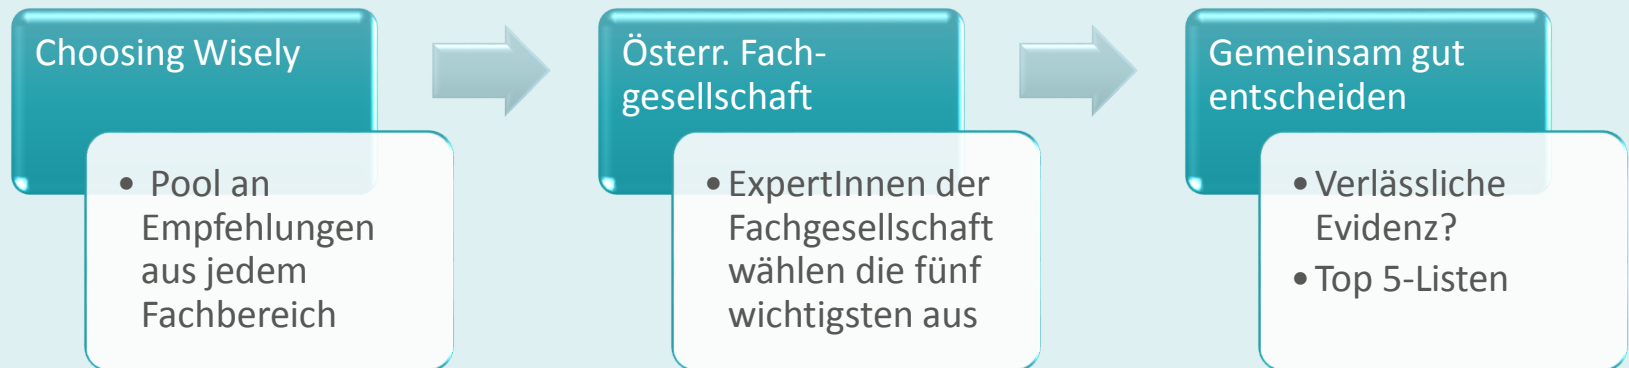 Choosing Wisely
• Pool an
Empfehlungen
aus jedem
Fachbereich
Österr. Fach-
gesellschaft
• ExpertInnen der
Fachgesellschaft
wählen die fünf
wichtigsten aus
Gemeinsam gut
entscheiden
• Verlässliche
Evidenz?
• Top 5-Listen